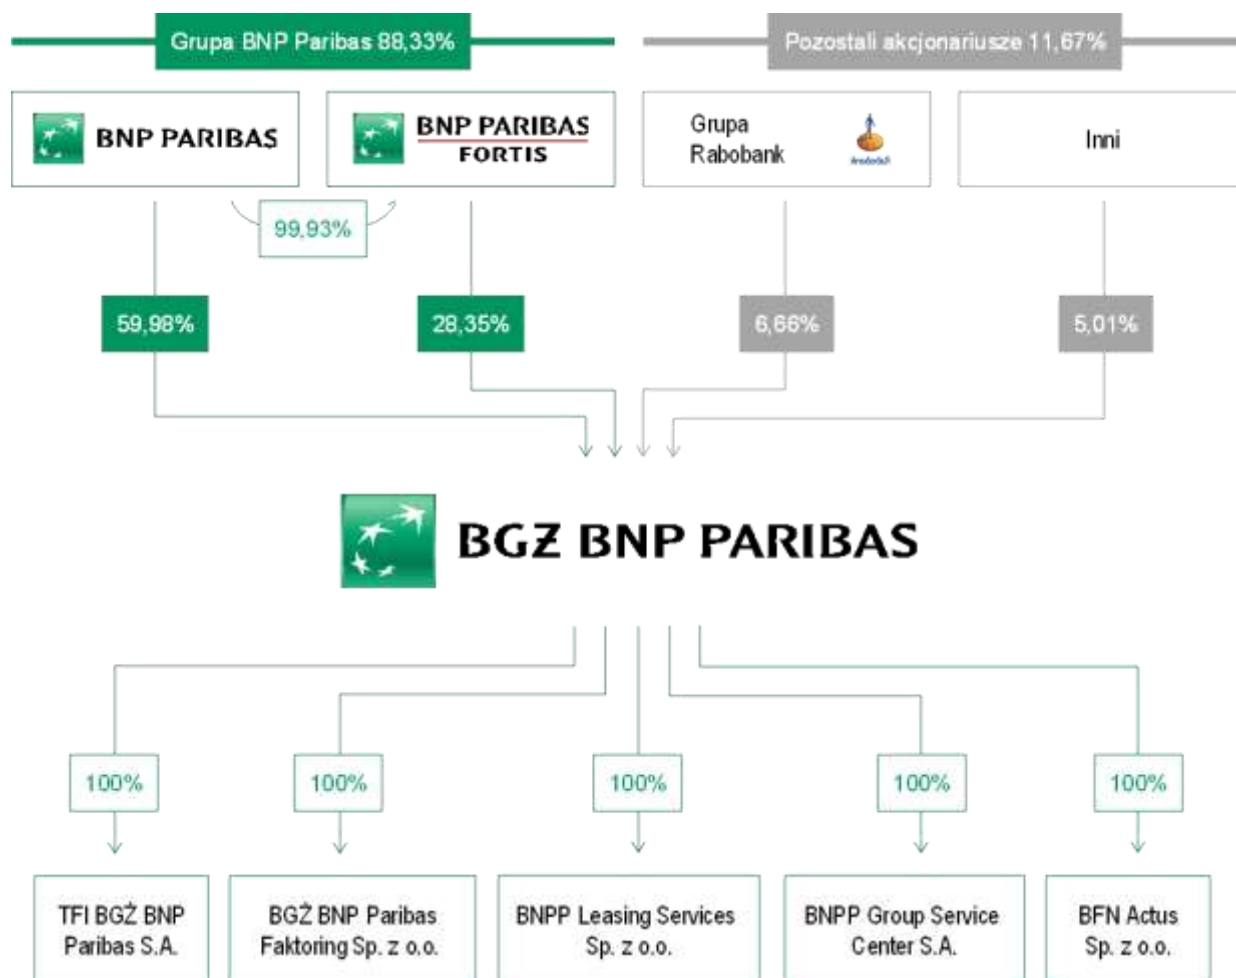 Grupa BNP Paribas 88,33%
Pozostali akcjonariusze 11,67%
BNP PARIBAS
BNP PARIBAS
FORTIS
Grupa
Rabobank
Inni
99,93%
59,98%
28,35%
6,66%
5,01%
BGŻ BNP PARIBAS
100%
100%
100%
100%
100%
TFI BGŻ BNP
Paribas S.A.
BGŻ BNP Paribas
Faktoring Sp. z o.o.
BNPP Leasing Services
Sp. z o.o.
BNPP Group Service
Center S.A.
BFN Actus
Sp. z o.o.